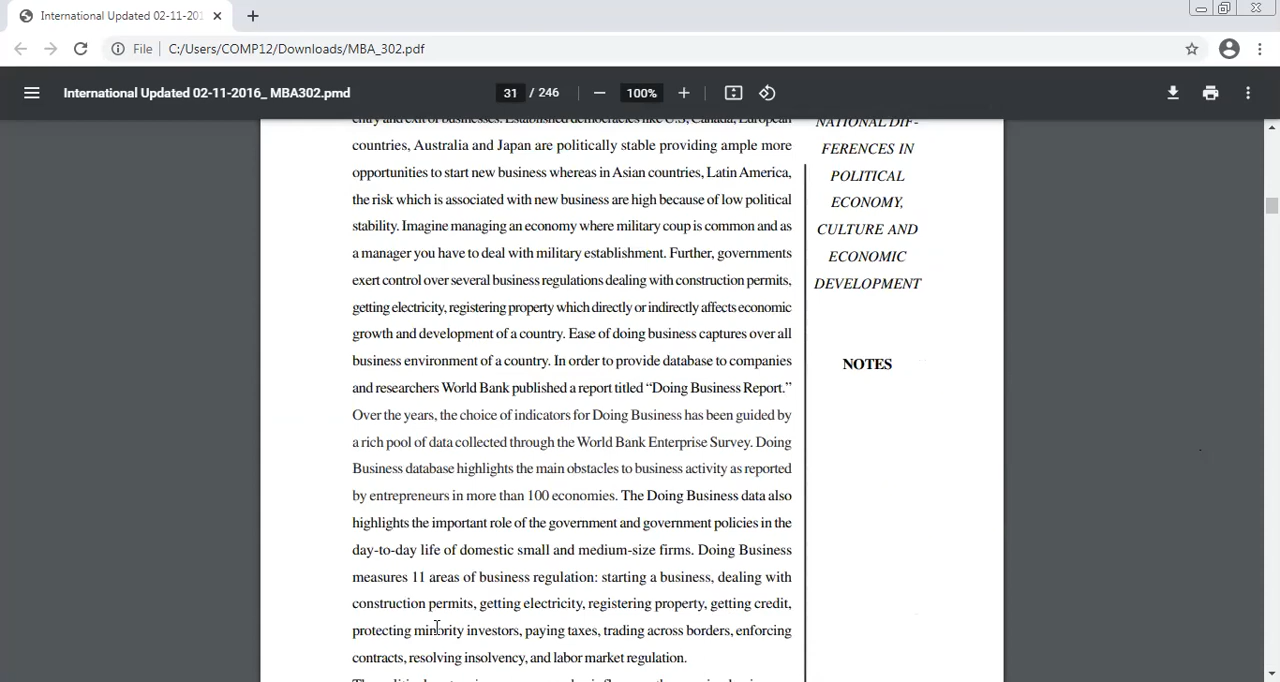 International Updated 02-11-201
File
C:/Users/COMP12/Downloads/MBA_302.pdf
International Updated 02-11-2016_ MBA302.pmd
31 / 246
100%
entry and exit of businesses. Established democracies like U.S, Canada, European
countries, Australia and Japan are politically stable providing ample more
opportunities to start new business whereas in Asian countries, Latin America,
the risk which is associated with new business are high because of low political
stability. Imagine managing an economy where military coup is common and as
a manager you have to deal with military establishment. Further, governments
exert control over several business regulations dealing with construction permits,
getting electricity, registering property which directly or indirectly affects economic
growth and development of a country. Ease of doing business captures over all
business environment of a country. In order to provide database to companies
and researchers World Bank published a report titled “Doing Business Report.”
Over the years, the choice of indicators for Doing Business has been guided by
a rich pool of data collected through the World Bank Enterprise Survey. Doing
Business database highlights the main obstacles to business activity as reported
by entrepreneurs in more than 100 economies. The Doing Business data also
highlights the important role of the government and government policies in the
day-to-day life of domestic small and medium-size firms. Doing Business
measures 11 areas of business regulation: starting a business, dealing with
construction permits, getting electricity, registering property, getting credit,
protecting minority investors, paying taxes, trading across borders, enforcing
contracts, resolving insolvency, and labor market regulation.
NATIONAL DIF-
FERENCES IN
POLITICAL
ECONOMY,
CULTURE AND
ECONOMIC
DEVELOPMENT
NOTES